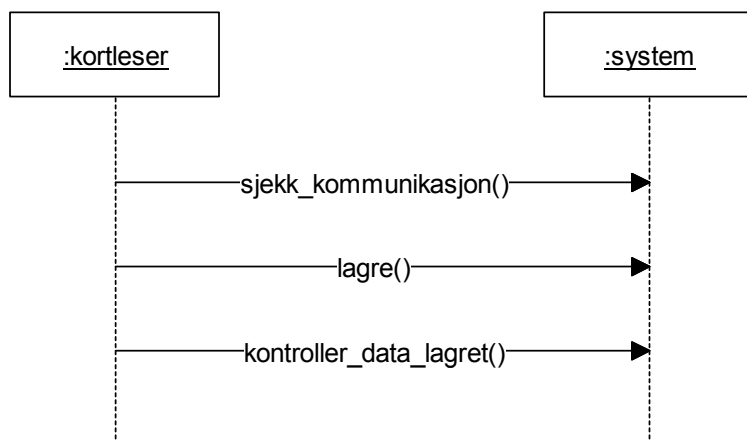 :kortleser
:system
sjekk_kommunikasjon()
lagre()
kontroller_data_lagret()